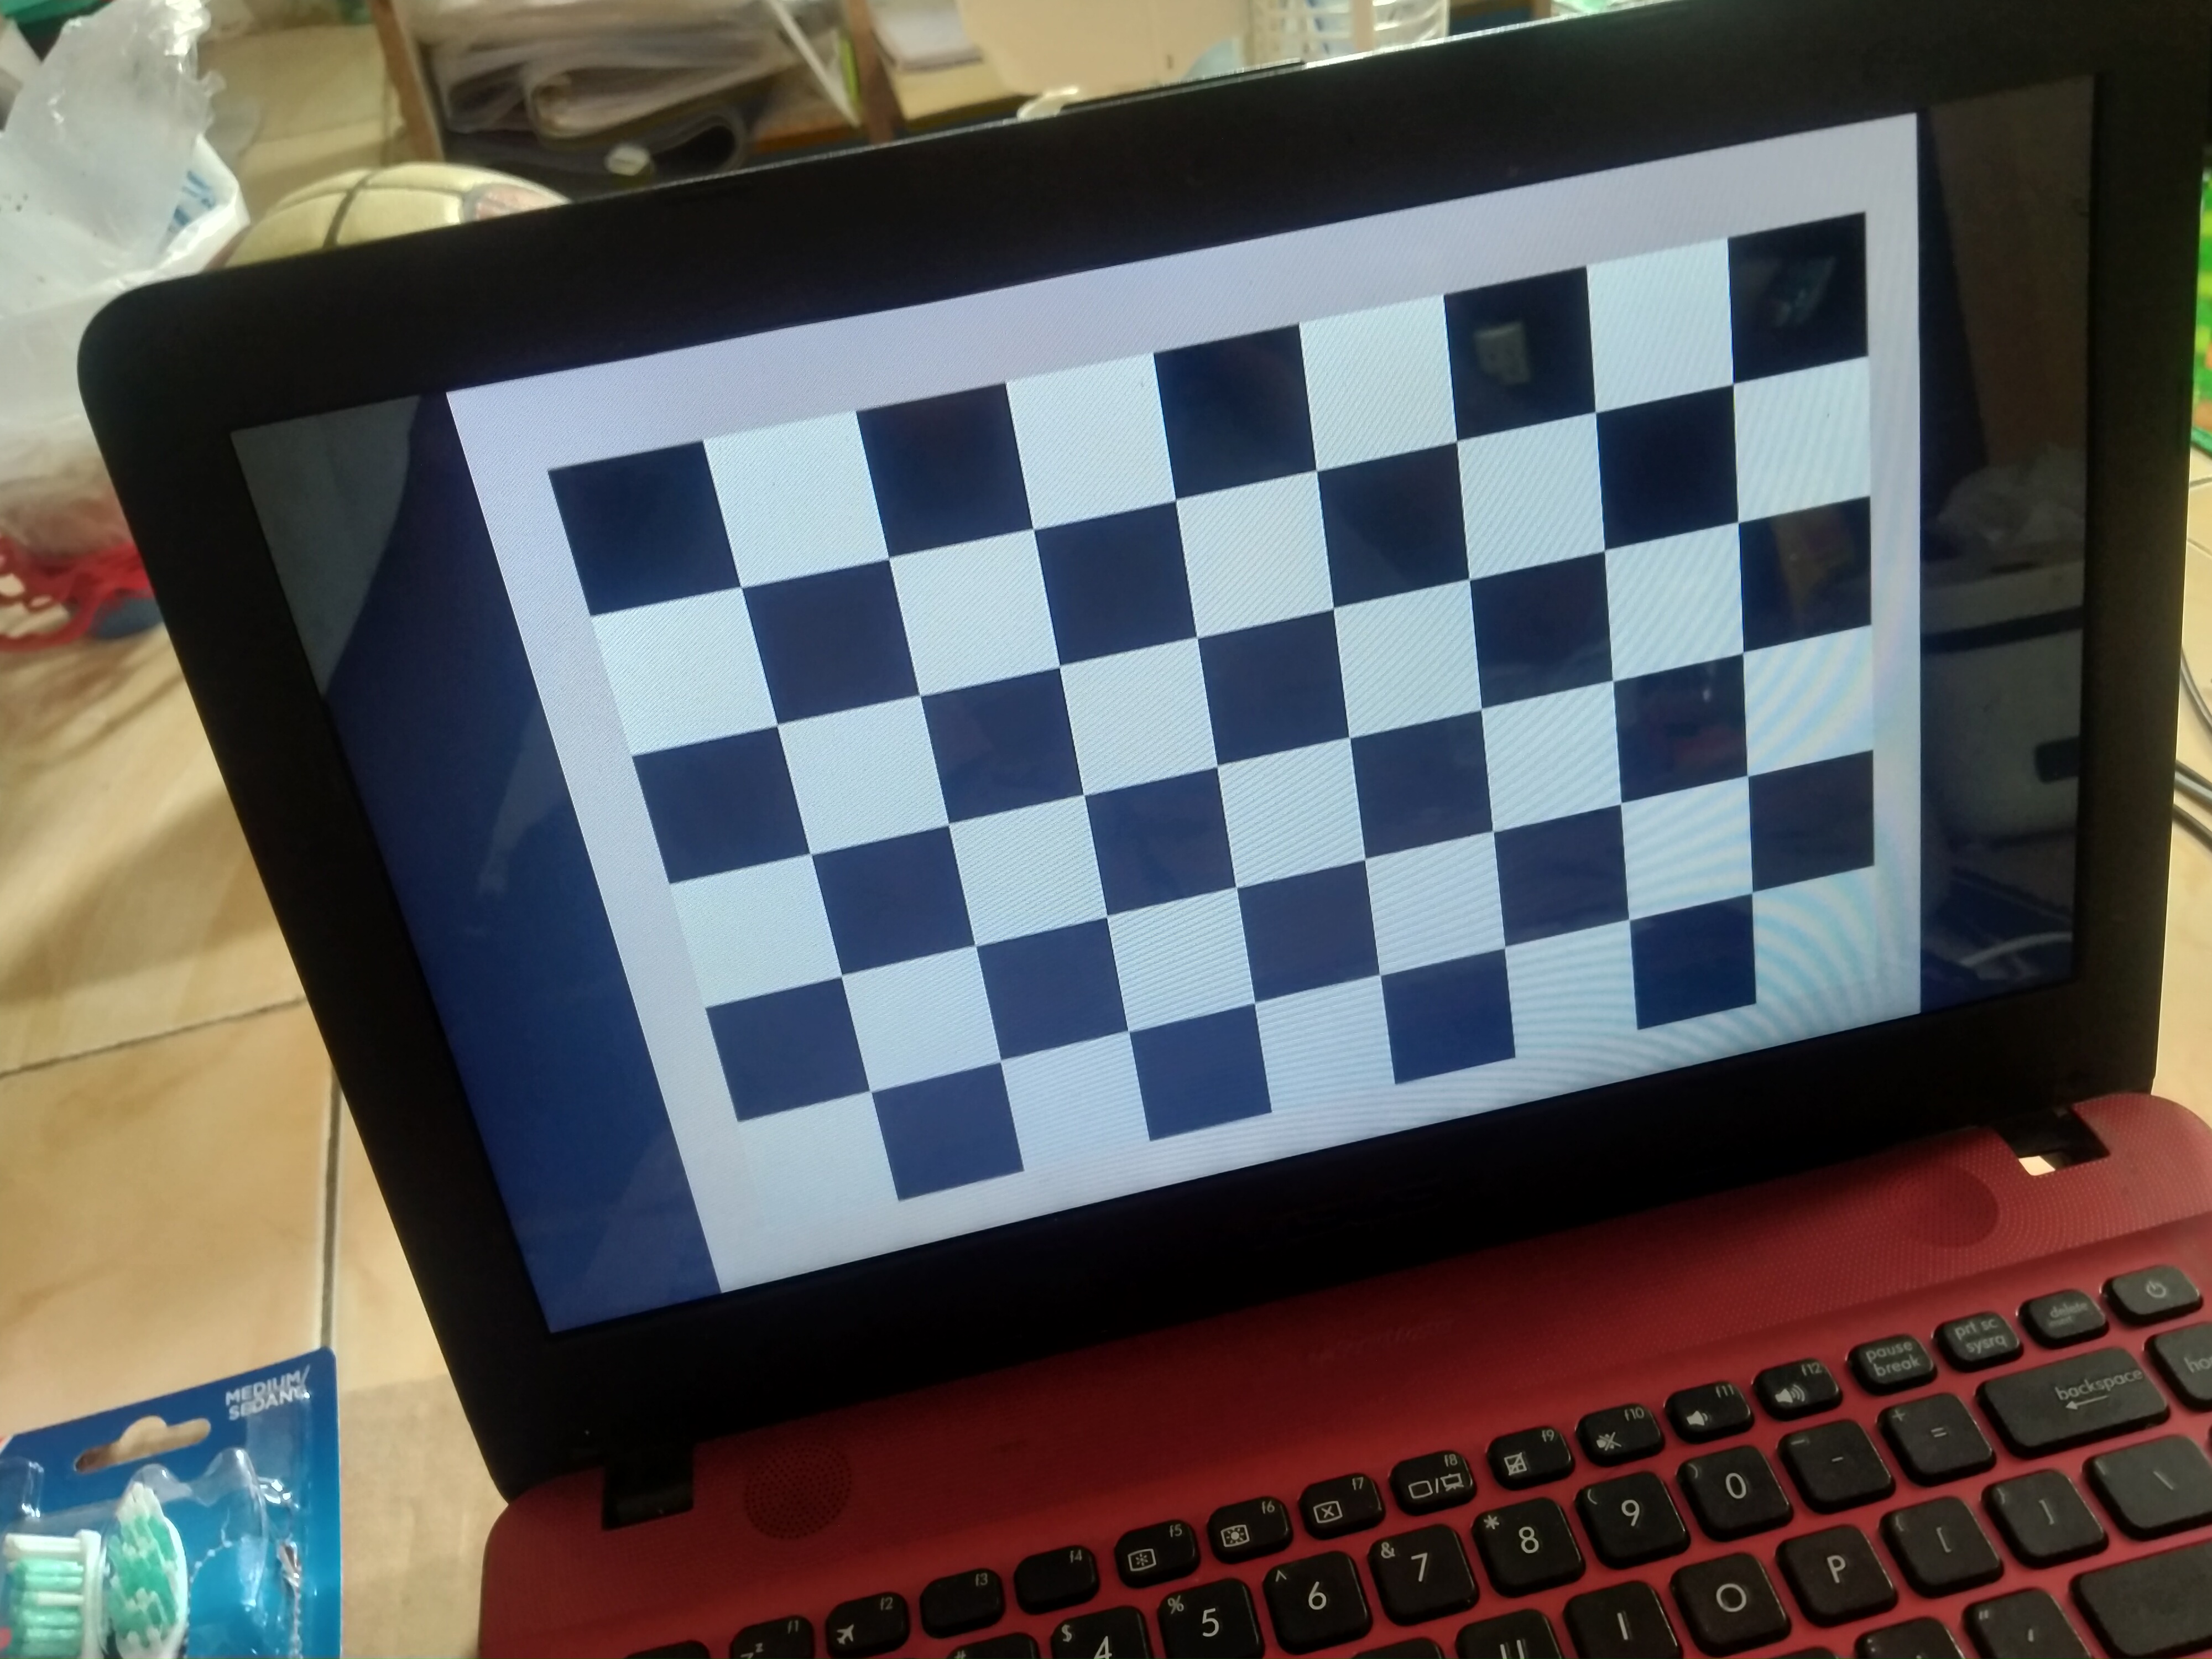 MEDIUM/
SEDANG
f1
f2
f3
f4
f5
f6
f7
f8
f9
f10
f11
f12
pause
break
prt sc
sysrq
delete
$
4
%
5
^
6
&
7
*
8
(
9
)
0
-
+
=
backspace
U
I
O
P
[
]
\